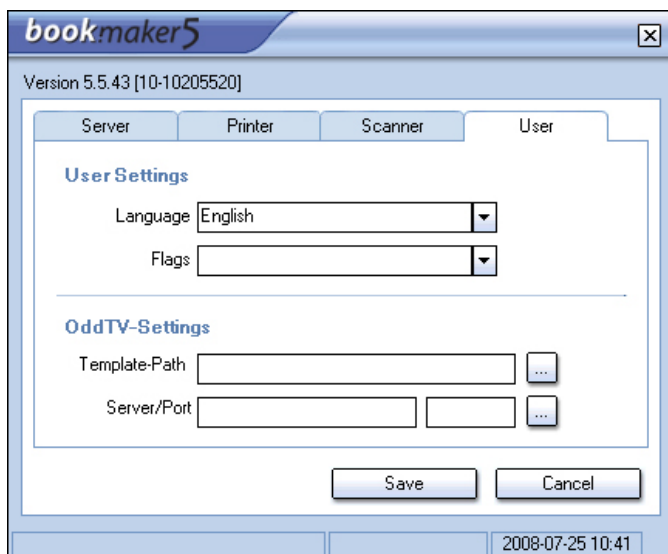 bookmaker5
Version 5.5.43 [10-10205520]
Server Printer Scanner User
User Settings
Language English
Flags
OddTV-Settings
Template-Path ...
Server/Port ...
Save Cancel
2008-07-25 10:41